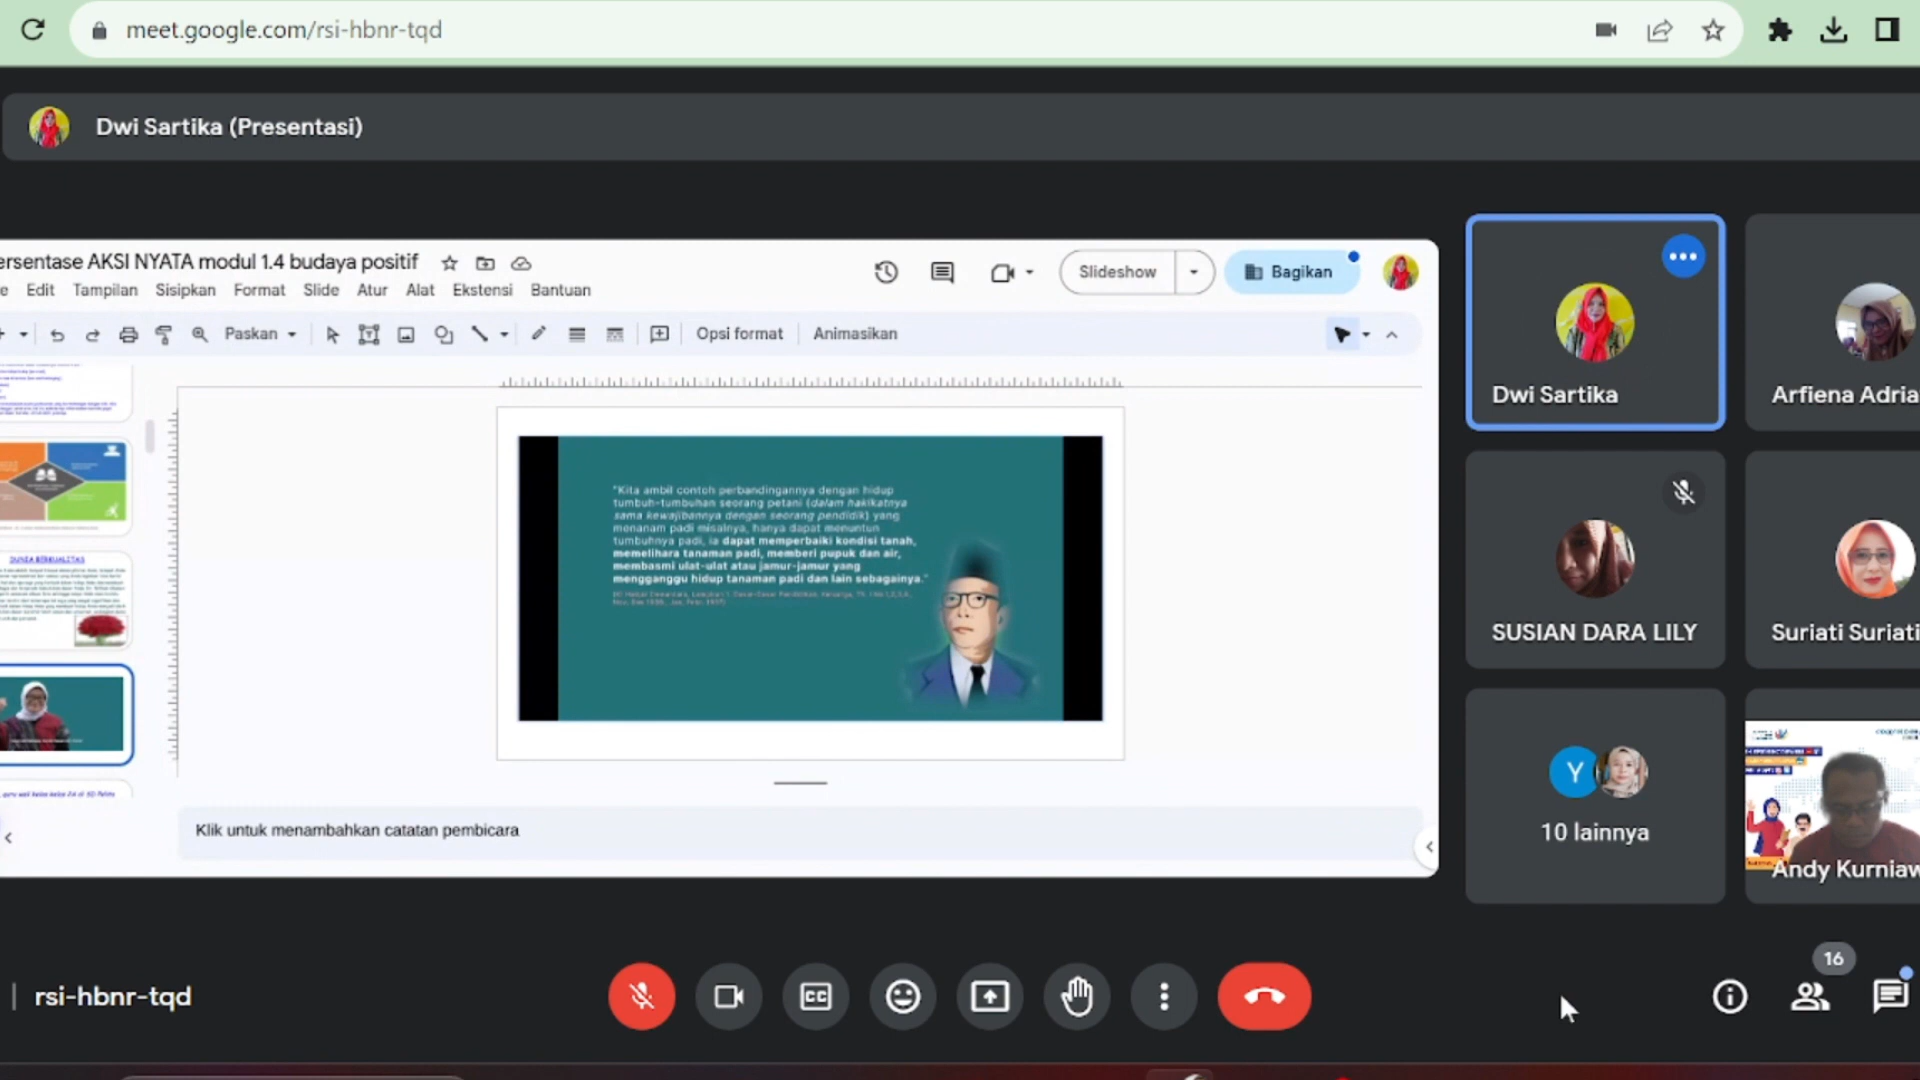 meet.google.com/rsi-hbnr-tqd
Dwi Sartika (Presentasi)
ersentase AKSI NYATA modul 1.4 budaya positif
Slideshow
Bagikan
e Edit Tampilan Sisipkan Format Slide Atur Alat Ekstensi Bantuan
Paskan
Opsi format
Animasikan
DUNIA BERKUALITAS
"Kita ambil contoh perbandingannya dengan hidup
tumbuh-tumbuhan seorang petani (dalam hakikatnya
sama kewajibannya dengan seorang pendidik) yang
menanam padi misalnya, hanya dapat menuntun
tumbuhnya padi, ia dapat memperbaiki kondisi tanah,
memelihara tanaman padi, memberi pupuk dan air,
membasmi ulat-ulat atau jamur-jamur yang
mengganggu hidup tanaman padi dan lain sebagainya."
Klik untuk menambahkan catatan pembicara
Dwi Sartika
Arfiena Adria
SUSIAN DARA LILY
Suriati Suriati
Y
10 lainnya
Andy Kurniaw
rsi-hbnr-tqd
CC
16